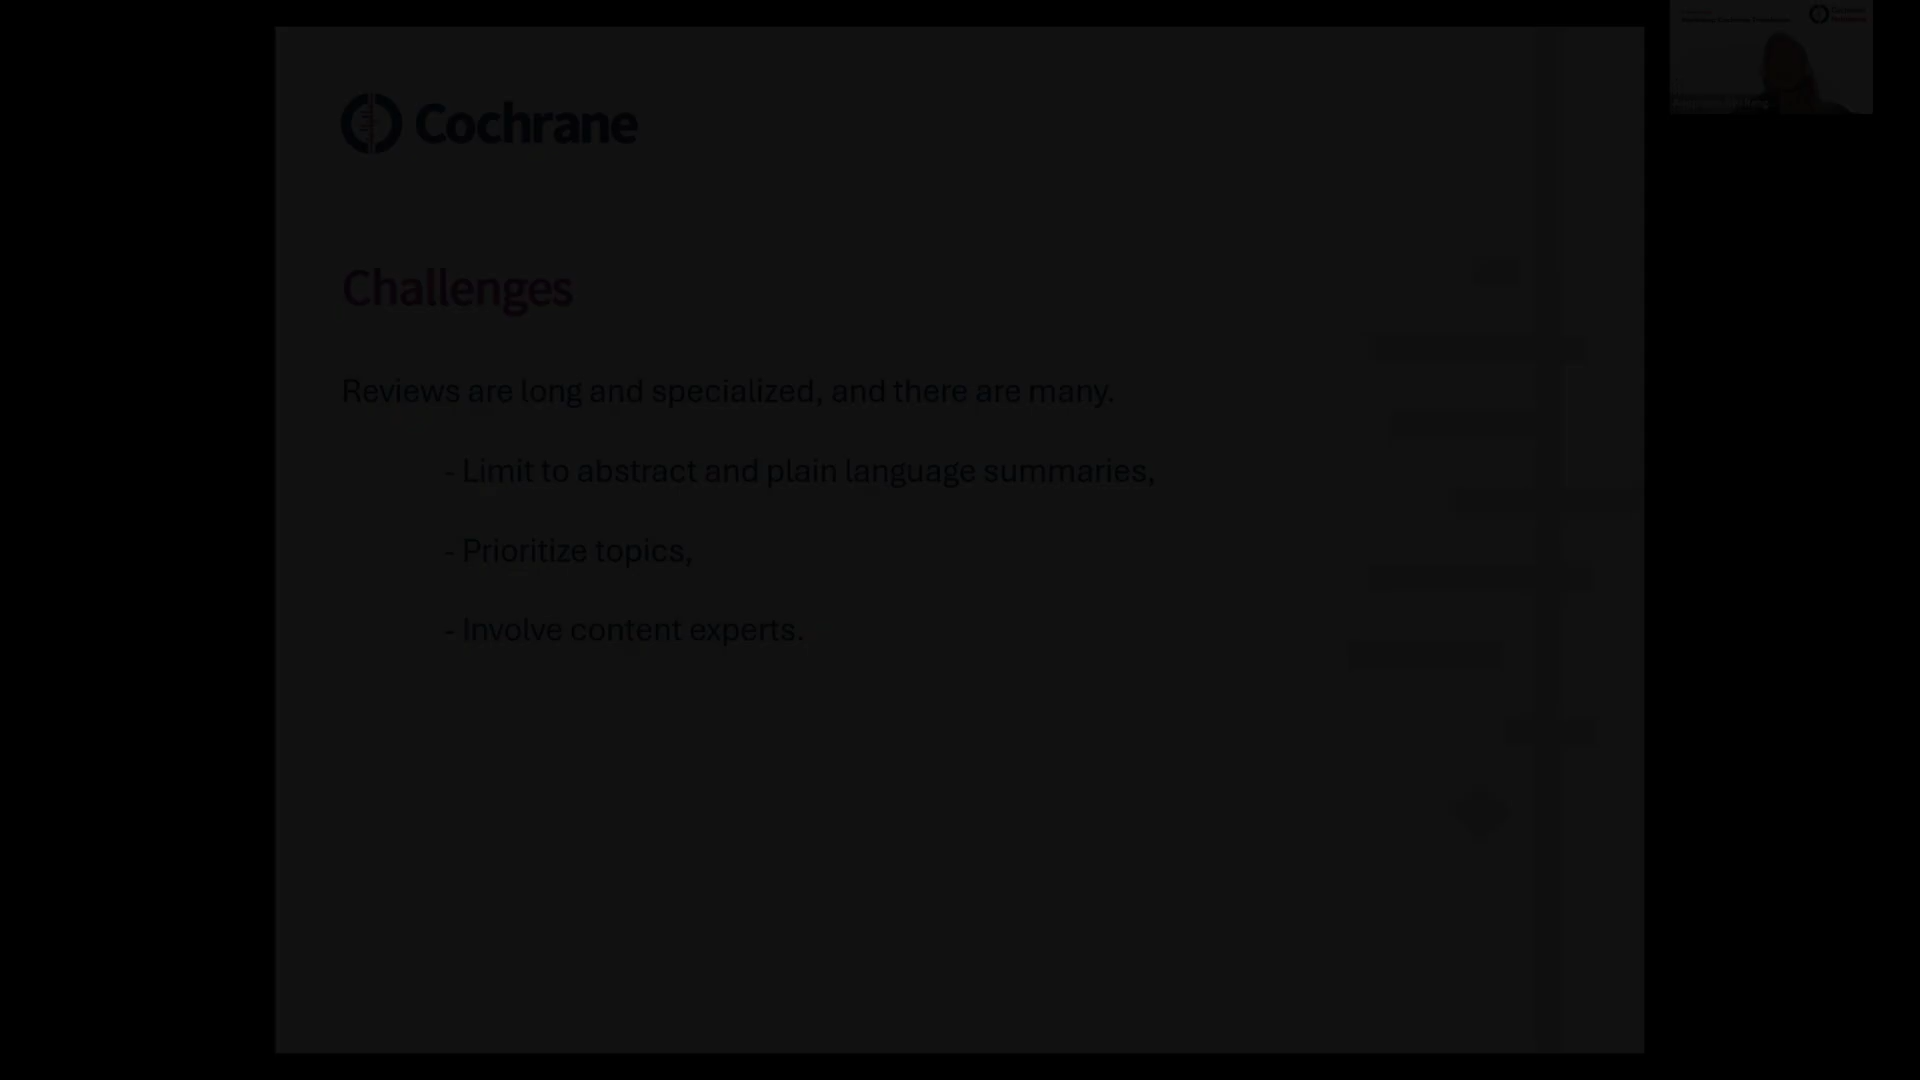 Cochrane
Challenges
Reviews are long and specialized, and there are many.
- Limit to abstract and plain language summaries,
- Prioritize topics,
- Involve content experts.